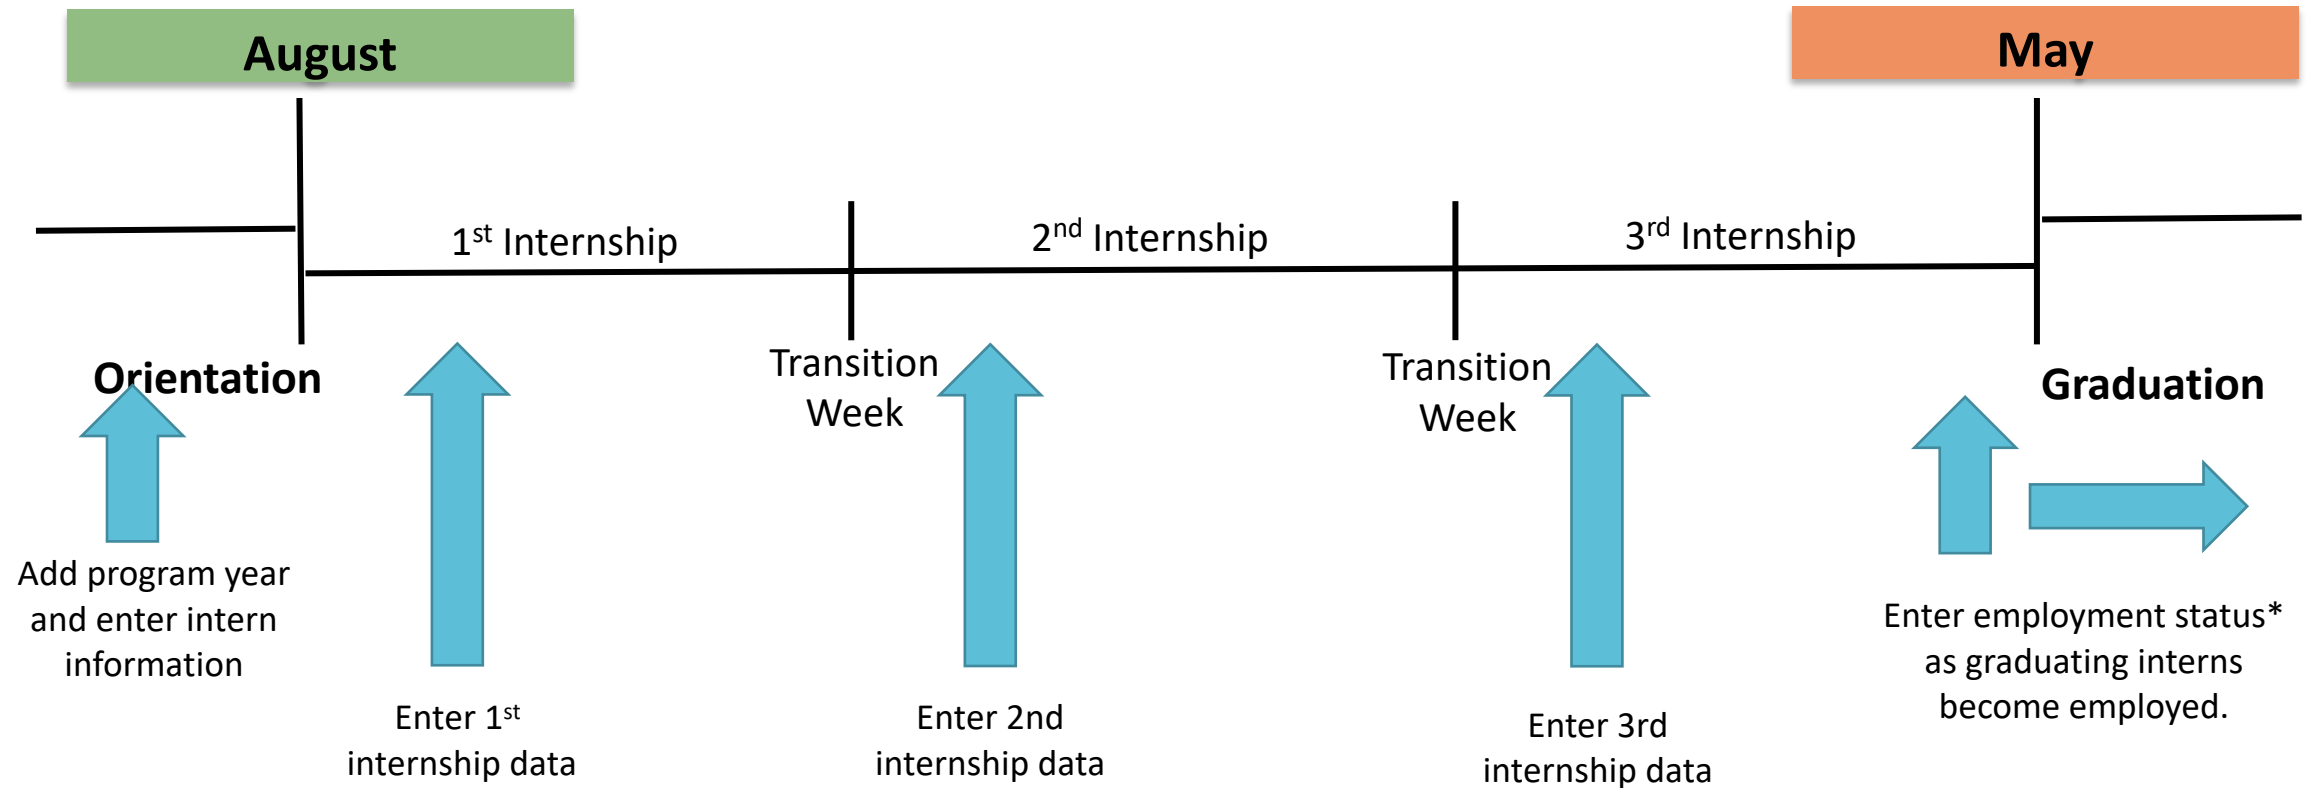 August
May
1st Internship
2nd Internship
3rd Internship
Orientation
Transition
Week
Transition
Week
Graduation
Add program year
and enter intern
information
Enter 1st
internship data
Enter 2nd
internship data
Enter 3rd
internship data
Enter employment status*
as graduating interns
become employed.